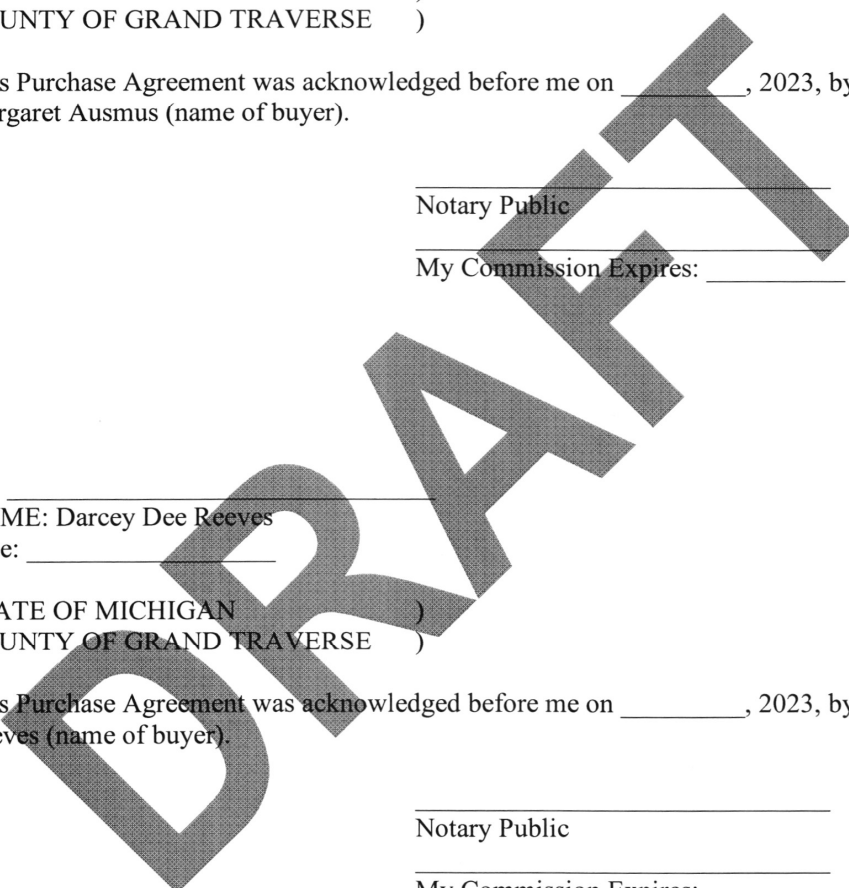 UNTY OF GRAND TRAVERSE )
s Purchase Agreement was acknowledged before me on _________, 2023, by
rgaret Ausmus (name of buyer).
Notary Public
My Commission Expires: __________
ME: Darcey Dee Reeves
e: __________________
ATE OF MICHIGAN )
UNTY OF GRAND TRAVERSE )
s Purchase Agreement was acknowledged before me on _________, 2023, by
eves (name of buyer).
Notary Public
My Commission Expires:
DRAFT